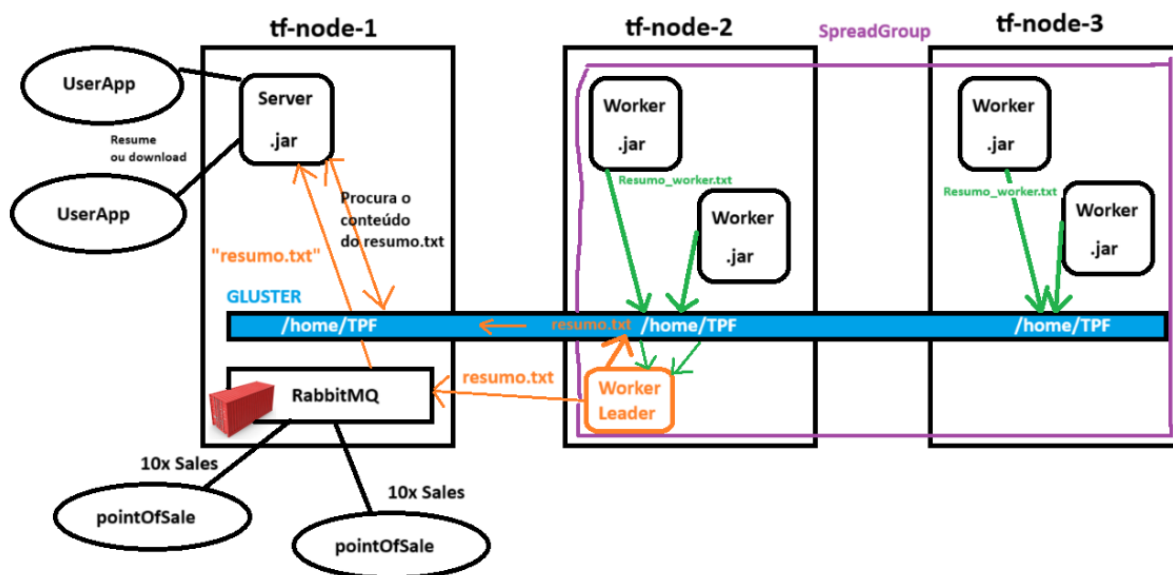 tf-node-1
tf-node-2
SpreadGroup
tf-node-3
UserApp
Server
.jar
Worker
.jar
Worker
.jar
Resume
ou download
UserApp
Procura o
conteúdo
do resumo.txt
"resumo.txt"
Resumo_worker.txt
Worker
.jar
Resumo_worker.txt
Worker
.jar
GLUSTER
/home/TPF
resumo.txt
/home/TPF
/home/TPF
RabbitMQ
resumo.txt
Worker
Leader
10x Sales
10x Sales
pointOfSale
pointOfSale